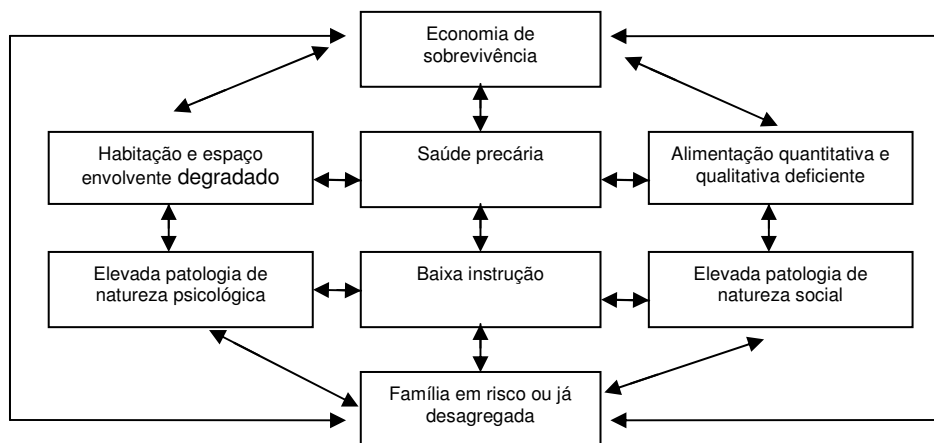 Economia de
sobrevivência
Habitação e espaço
envolvente degradado
Saúde precária
Alimentação quantitativa e
qualitativa deficiente
Elevada patologia de
natureza psicológica
Baixa instrução
Elevada patologia de
natureza social
Família em risco ou já
desagregada